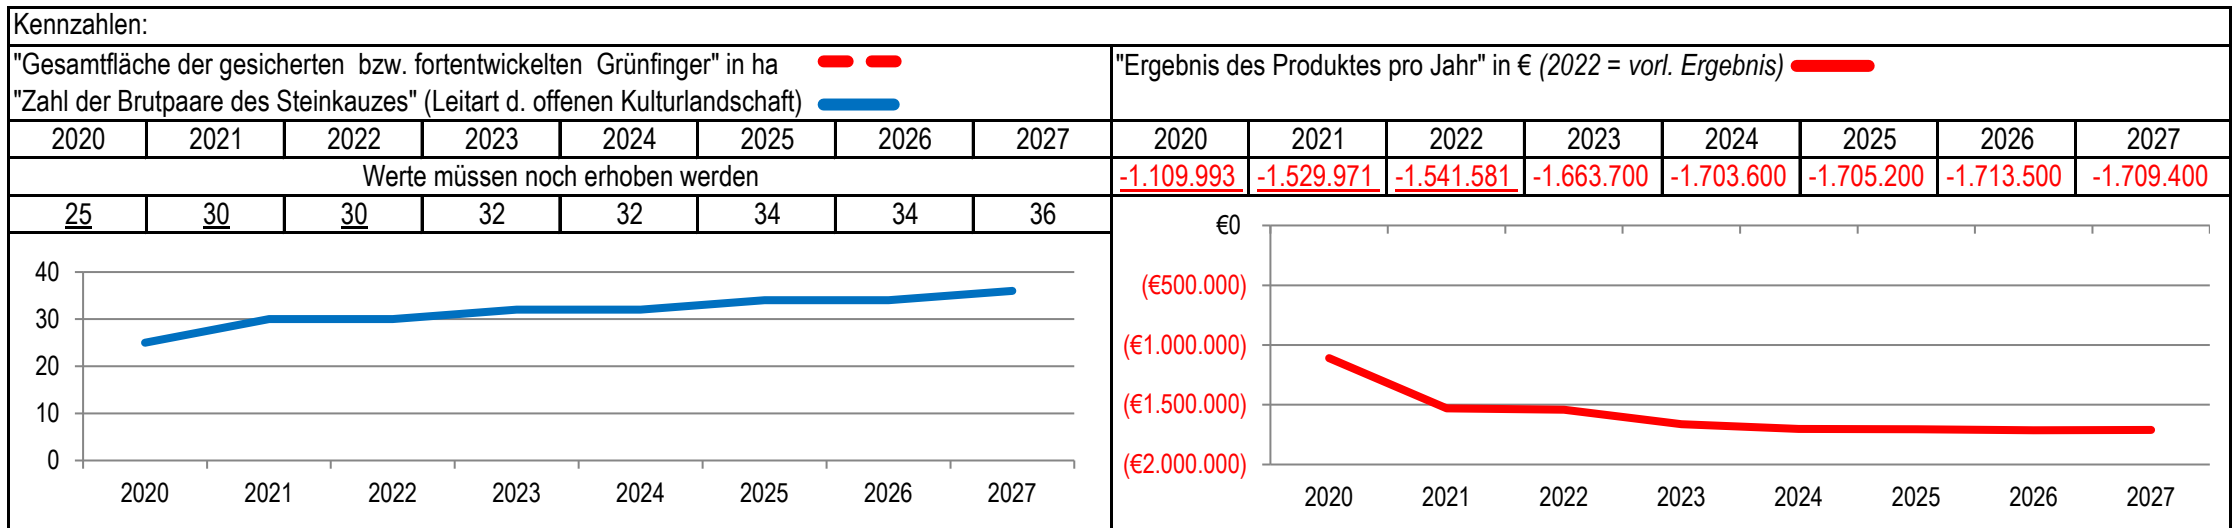 Kennzahlen:
"Gesamtfläche der gesicherten bzw. fortentwickelten Grünfinger" in ha
"Zahl der Brutpaare des Steinkauzes" (Leitart d. offenen Kulturlandschaft)
2020 2021 2022 2023 2024 2025 2026 2027
Werte müssen noch erhoben werden
25 30 30 32 32 34 34 36
40
30
20
10
0
2020 2021 2022 2023 2024 2025 2026 2027
"Ergebnis des Produktes pro Jahr" in € (2022 = vorl. Ergebnis)
2020 2021 2022 2023 2024 2025 2026 2027
-1.109.993 -1.529.971 -1.541.581 -1.663.700 -1.703.600 -1.705.200 -1.713.500 -1.709.400
€0
(€500.000)
(€1.000.000)
(€1.500.000)
(€2.000.000)
2020 2021 2022 2023 2024 2025 2026 2027